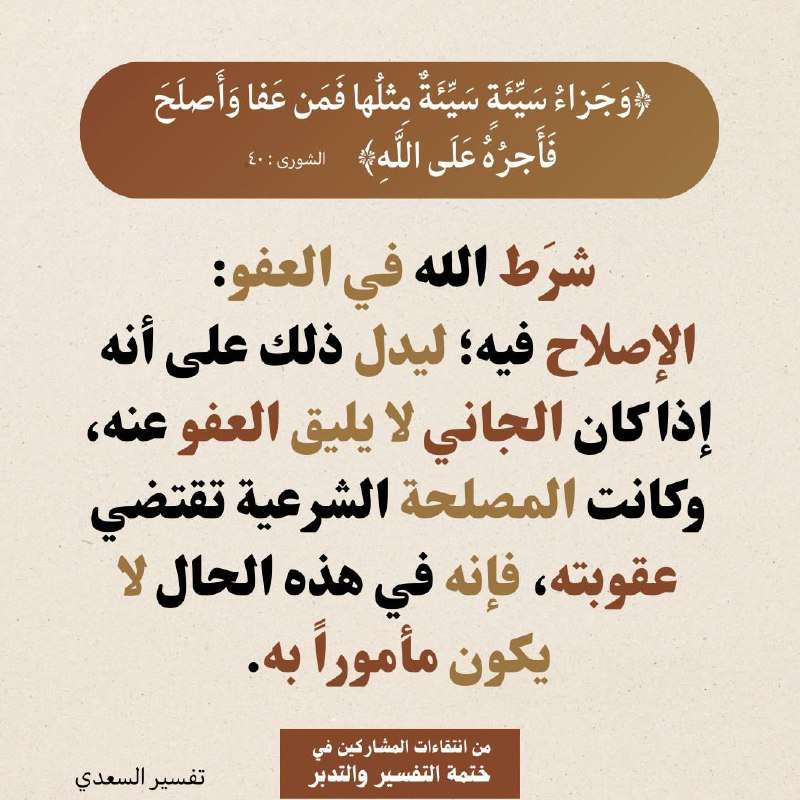 ﴿وَجَزاءُ سَيِّئَةٍ سَيِّئَةٌ مِثلُها فَمَن عَفا وَأَصلَحَ
فَأَجرُهُ عَلَى اللَّهِ﴾ الشورى : ٤٠
شرَط الله في العفو:
الإصلاح فيه؛ ليدل ذلك على أنه
إذا كان الجاني لا يليق العفو عنه،
وكانت المصلحة الشرعية تقتضي
عقوبته، فإنه في هذه الحال لا
يكون مأموراً به.
من انتقاءات المشاركين في
ختمة التفسير والتدبر
تفسير السعدي